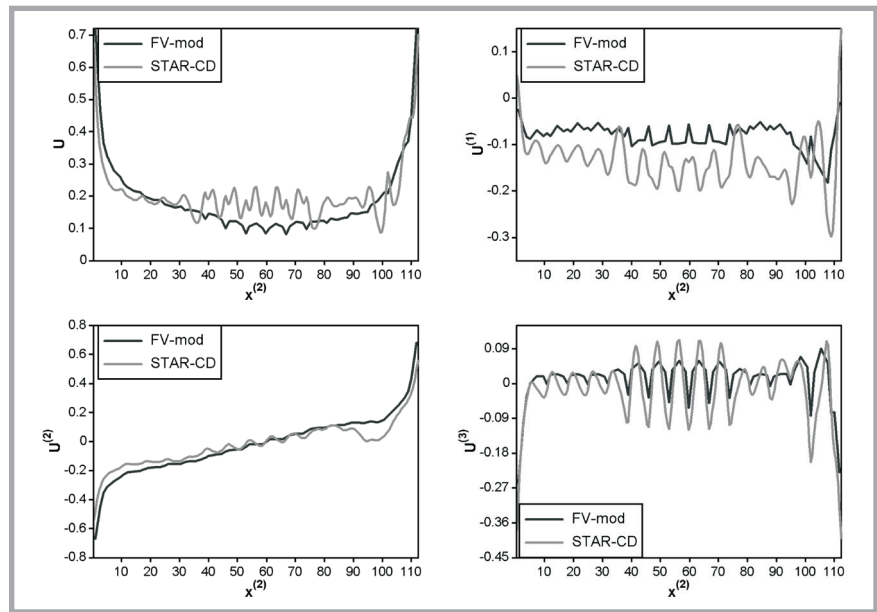 0.7
0.6
0.5
0.4
0.3
0.2
0.1
0
U
FV-mod
STAR-CD
10 20 30 40 50 60 70 80 90 100 110
x(2)
0.1
0
-0.1
-0.2
-0.3
U(1)
FV-mod
STAR-CD
10 20 30 40 50 60 70 80 90 100 110
x(2)
0.8
0.6
0.4
0.2
0
-0.2
-0.4
-0.6
-0.8
U(2)
FV-mod
STAR-CD
10 20 30 40 50 60 70 80 90 100 110
x(2)
0.09
0
-0.09
-0.18
-0.27
-0.36
-0.45
U(3)
FV-mod
STAR-CD
10 20 30 40 50 60 70 80 90 100 110
x(2)